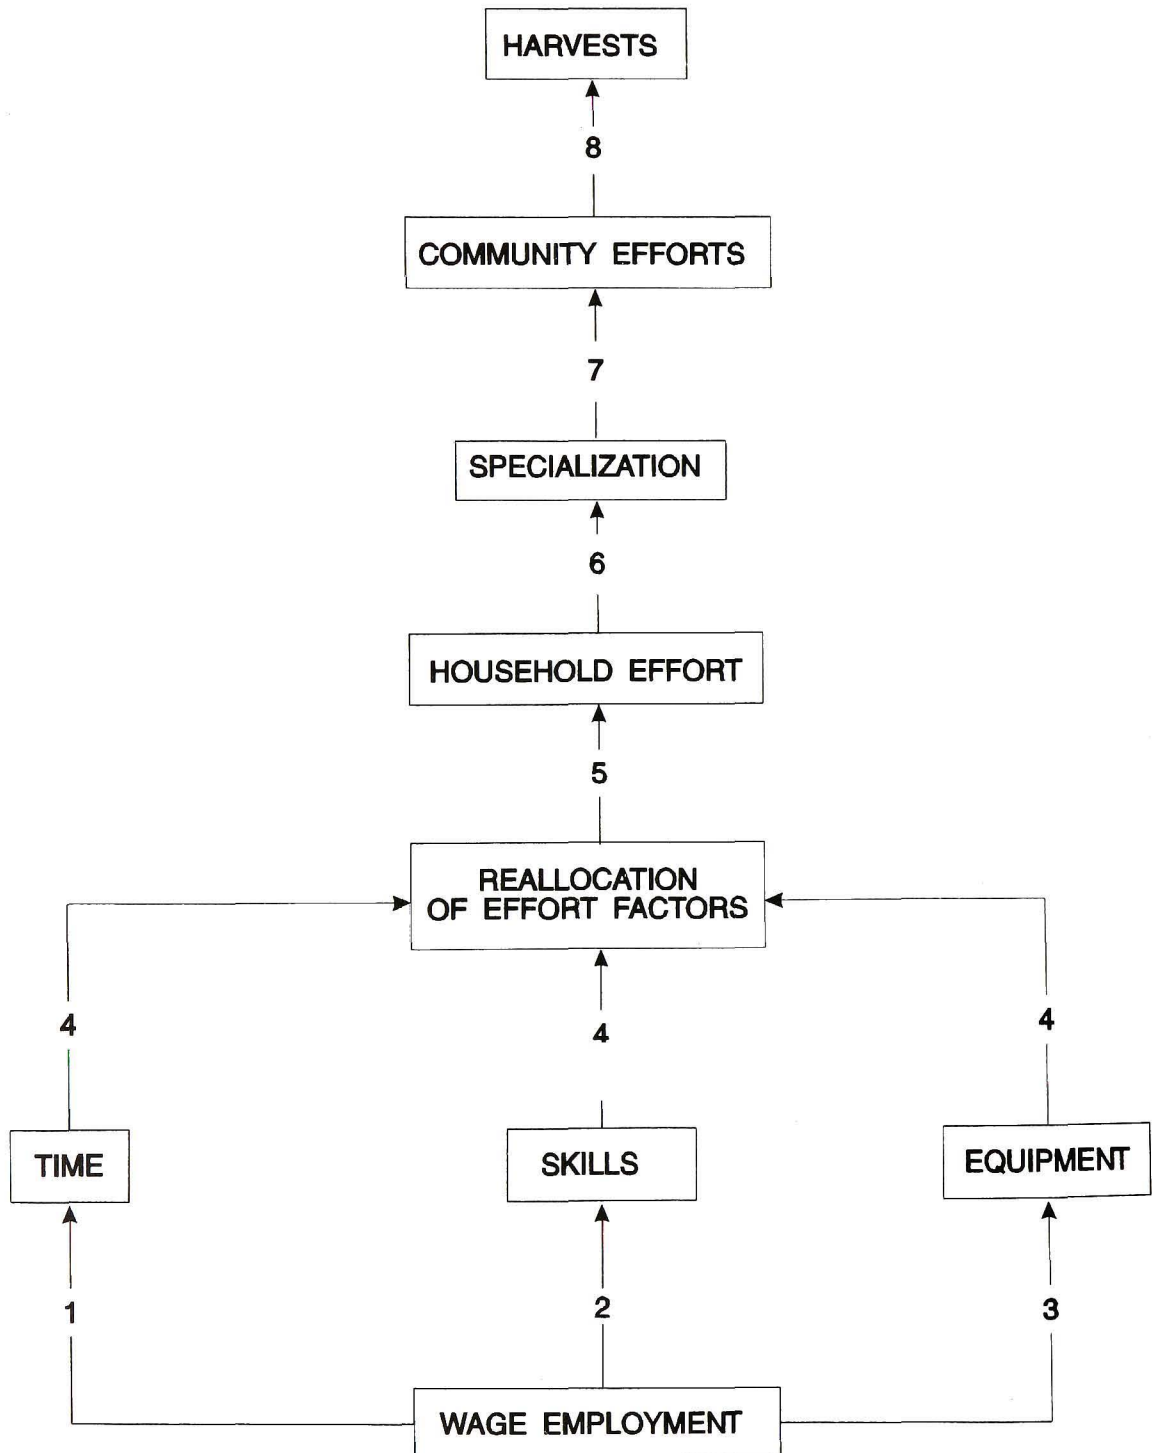 HARVESTS
8
COMMUNITY EFFORTS
7
SPECIALIZATION
6
HOUSEHOLD EFFORT
5
REALLOCATION
OF EFFORT FACTORS
4
4
4
TIME
SKILLS
EQUIPMENT
1
2
3
WAGE EMPLOYMENT